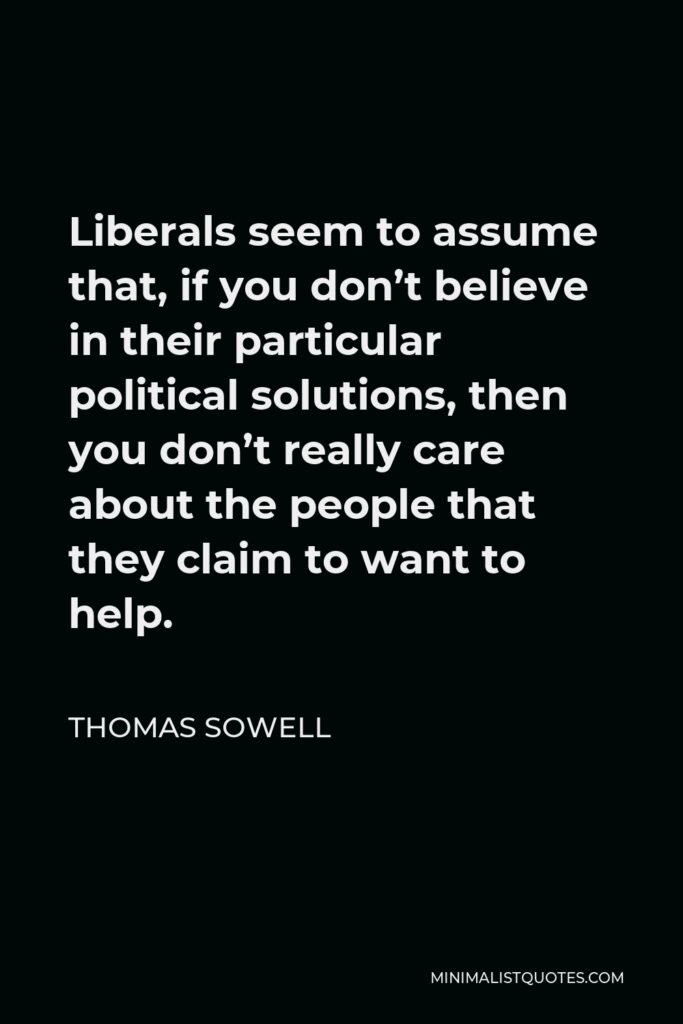 Liberals seem to assume
that, if you don’t believe
in their particular
political solutions, then
you don’t really care
about the people that
they claim to want to
help.
THOMAS SOWELL
MINIMALISTQUOTES.COM